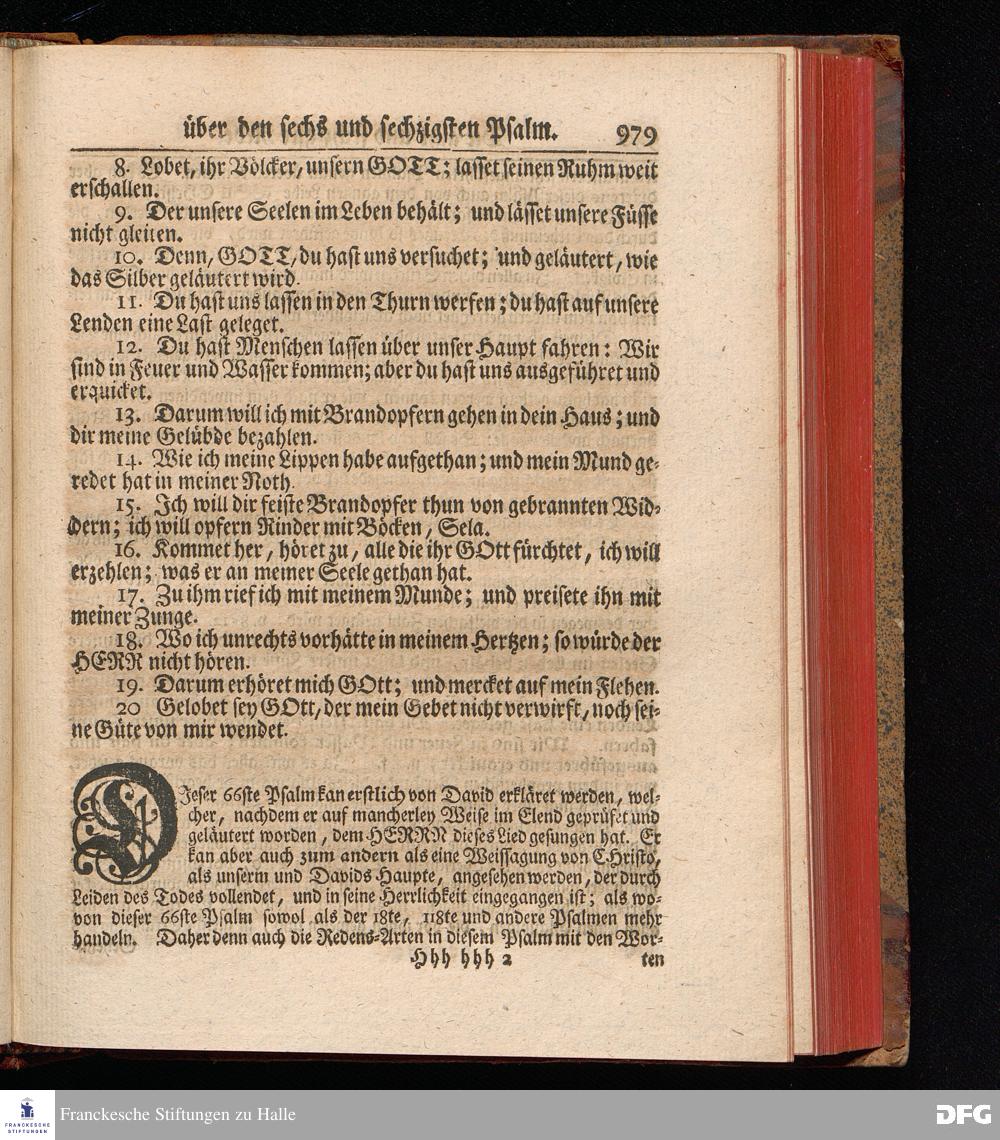 über den sechs und sechzigsten Psalm. 979
8. Lobet, ihr Völcker, unsern GOTT; lasset seinen Ruhm weit
erschallen.
9. Der unsere Seelen im Leben behält; und lässet unsere Füsse
nicht gleiten.
10. Denn, GOTT, du hast uns versuchet; und geläutert, wie
das Silber geläutert wird.
11. Du hast uns lassen in den Thurn werfen; du hast auf unsere
Lenden eine Last geleget.
12. Du hast Menschen lassen über unser Haupt fahren: Wir
sind in Feuer und Wasser kommen; aber du hast uns ausgeführet und
erquicket.
13. Darum will ich mit Brandopfern gehen in dein Haus; und
dir meine Gelübde bezahlen.
14. Wie ich meine Lippen habe aufgethan; und mein Mund ge-
redet hat in meiner Noth.
15. Ich will dir feiste Brandopfer thun von gebrannten Wid-
dern; ich will opfern Rinder mit Böcken, Sela.
16. Kommet her, höret zu, alle die ihr GOtt fürchtet, ich will
erzehlen; was er an meiner Seele gethan hat.
17. Zu ihm rief ich mit meinem Munde; und preisete ihn mit
meiner Zunge.
18. Wo ich unrechts vorhätte in meinem Hertzen; so würde der
HERR nicht hören.
19. Darum erhöret mich GOtt; und mercket auf mein Flehen.
20 Gelobet sey GOtt, der mein Gebet nicht verwirft, noch sei-
ne Güte von mir wendet.
DJeser 66ste Psalm kan erstlich von David erkläret werden, wel-
cher, nachdem er auf mancherley Weise im Elend geprüfet und
geläutert worden, dem HERRN dieses Lied gesungen hat. Er
kan aber auch zum andern als eine Weissagung von CHristo,
als unserm und Davids Haupte, angesehen werden, der durch
Leiden des Todes vollendet, und in seine Herrlichkeit eingegangen ist; als wo-
von dieser 66ste Psalm sowol als der 18te, 118te und andere Psalmen mehr
handeln. Daher denn auch die Redens-Arten in diesem Psalm mit den Wor-
Hhh hhh 2 ten
FRANCKESCHE
STIFTUNGEN
Franckesche Stiftungen zu Halle
DFG